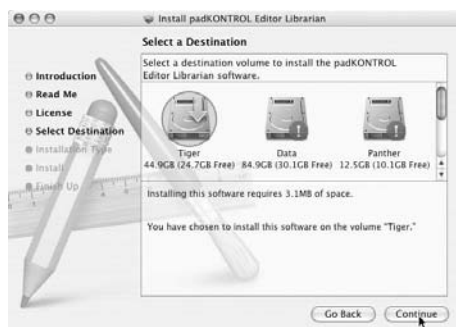 Install padKONTROL Editor Librarian
Select a Destination
Introduction
Read Me
License
Select Destination
Installation Type
Install
Finish Up
Select a destination volume to install the padKONTROL
Editor Librarian software.
Tiger
44.9GB (24.7GB Free)
Data
84.9GB (30.1GB Free)
Panther
12.5GB (10.1GB Free)
Installing this software requires 3.1MB of space.
You have chosen to install this software on the volume "Tiger."
Go Back
Continue